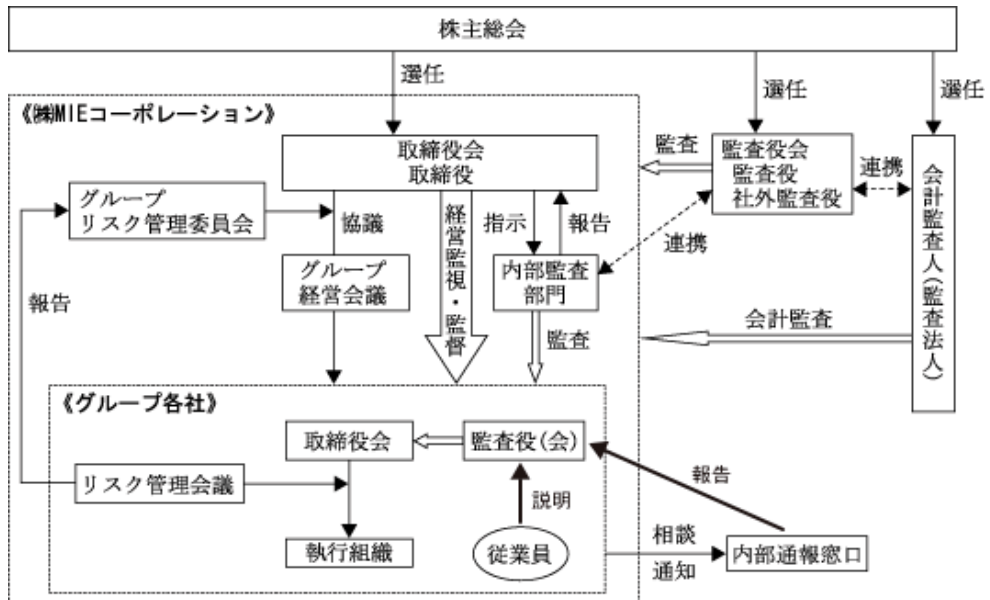 株主総会
選任
選任
選任
《㈱MIEコーポレーション》
取締役会
取締役
監査
監査役会
監査役
社外監査役
連携
会計監査人(監査法人)
グループ
リスク管理委員会
協議
経営監視・監督
指示
報告
連携
グループ
経営会議
内部監査
部門
報告
監査
会計監査
《グループ各社》
取締役会
監査役(会)
リスク管理会議
説明
報告
執行組織
従業員
相談
通知
内部通報窓口